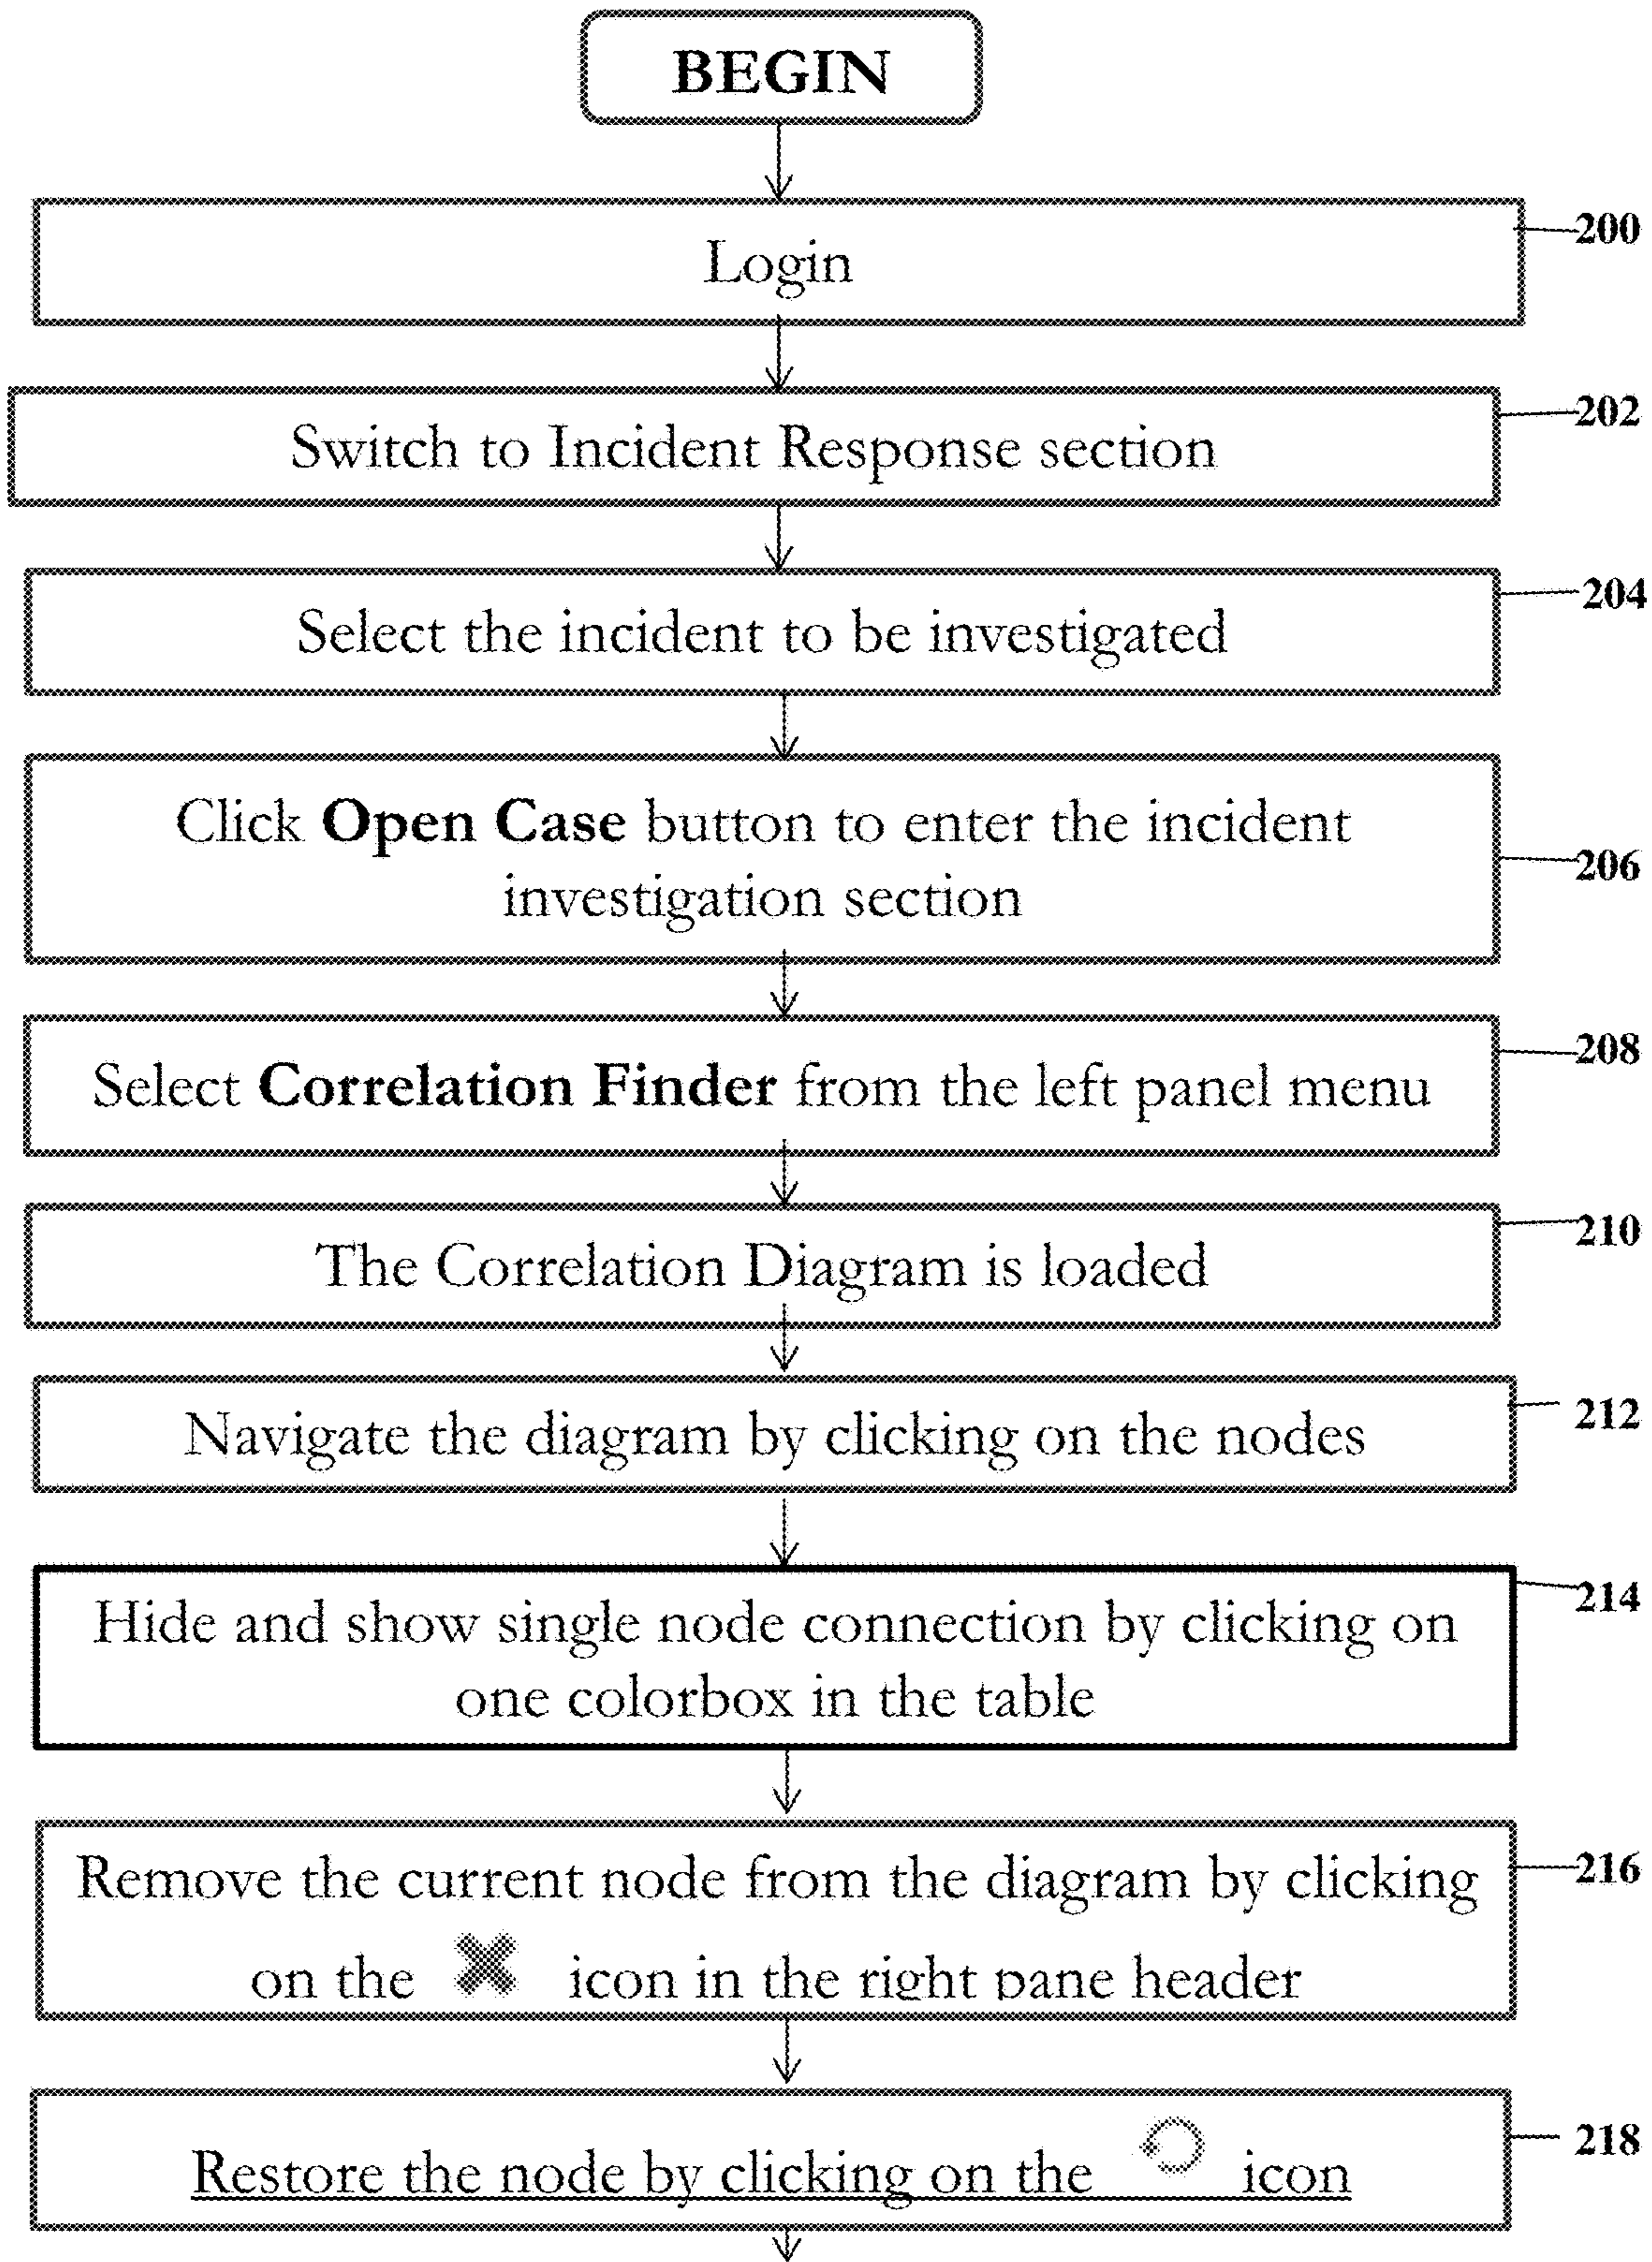 BEGIN
Login
200
Switch to Incident Response section
202
Select the incident to be investigated
204
Click Open Case button to enter the incident
investigation section
206
Select Correlation Finder from the left panel menu
208
The Correlation Diagram is loaded
210
Navigate the diagram by clicking on the nodes
212
Hide and show single node connection by clicking on
one colorbox in the table
214
Remove the current node from the diagram by clicking
on the icon in the right pane header
216
Restore the node by clicking on the icon
218